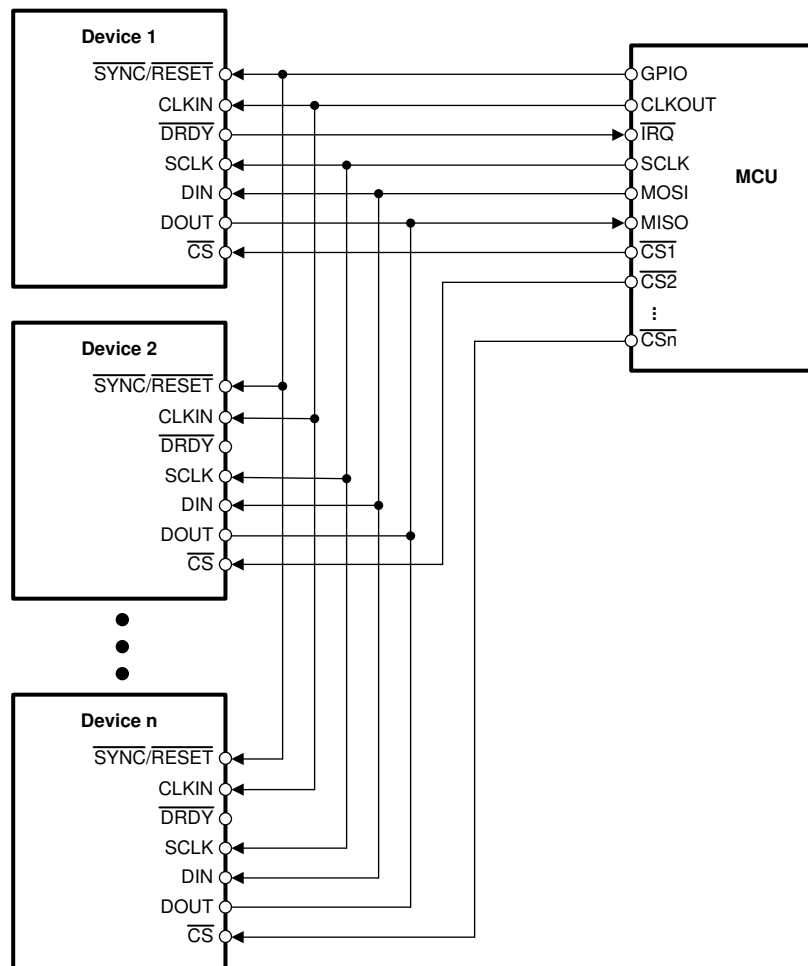 Device 1
SYNC/RESET
CLKIN
DRDY
SCLK
DIN
DOUT
CS
GPIO
CLKOUT
IRQ
SCLK
MOSI
MISO
CS1
CS2
⋮
CSn
MCU
Device 2
SYNC/RESET
CLKIN
DRDY
SCLK
DIN
DOUT
CS
Device n
SYNC/RESET
CLKIN
DRDY
SCLK
DIN
DOUT
CS